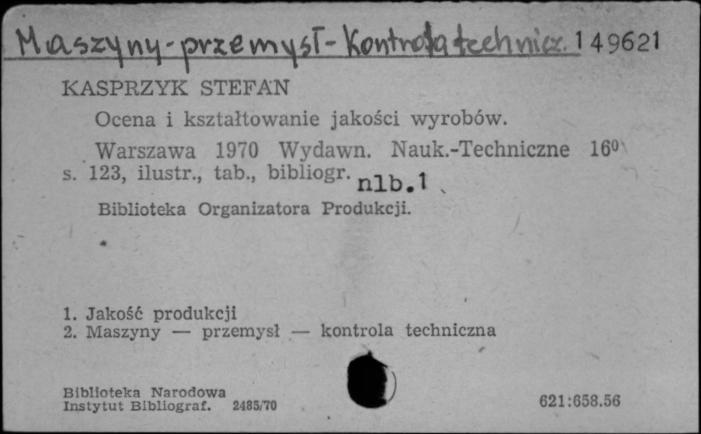 Maszyny-przemysł-Kontrola technicz. 149621
KASPRZYK STEFAN
Ocena i kształtowanie jakości wyrobów.
Warszawa 1970 Wydawn. Nauk.-Techniczne 16⁰
s. 123, ilustr., tab., bibliogr. nlb.1
Biblioteka Organizatora Produkcji.
1. Jakość produkcji
2. Maszyny — przemysł — kontrola techniczna
Biblioteka Narodowa
Instytut Bibliograf. 2485/70 621:658.56